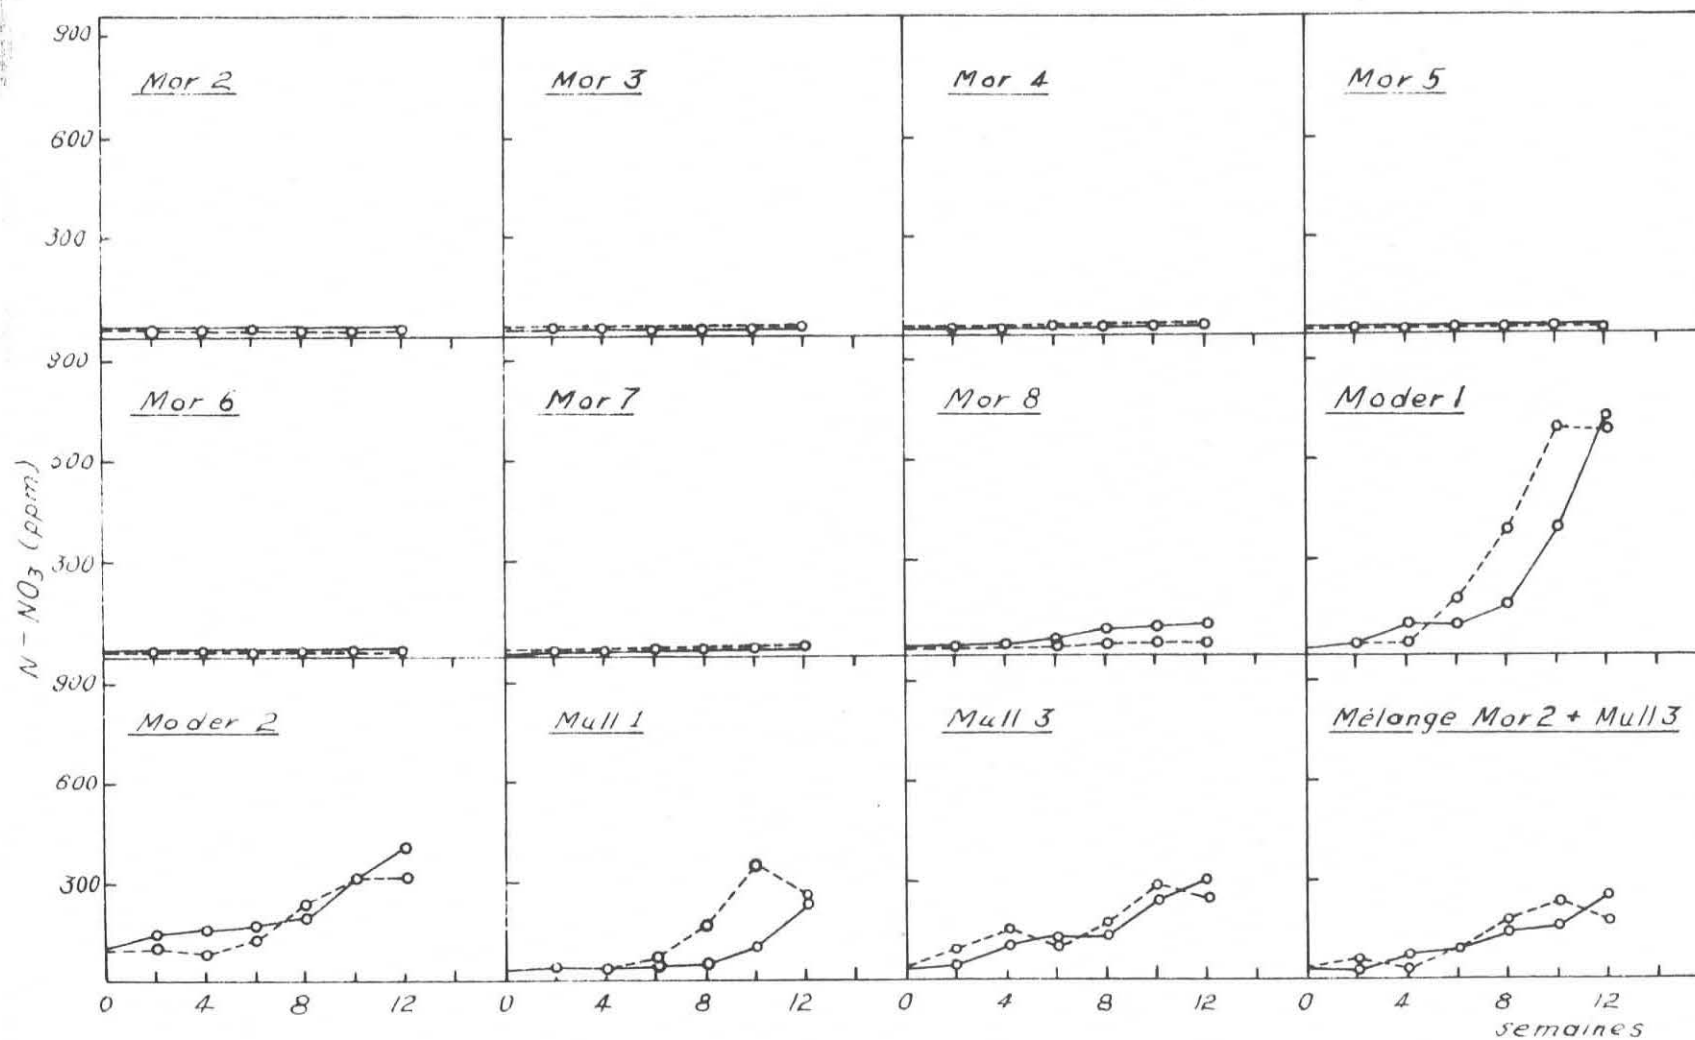 900
Mor 2
Mor 3
Mor 4
Mor 5
600
300
900
Mor 6
Mor 7
Mor 8
Moder 1
600
300
N - NO3 (ppm)
900
Moder 2
Mull 1
Mull 3
Mélange Mor 2 + Mull 3
600
300
0 4 8 12 0 4 8 12 0 4 8 12 0 4 8 12
semaines